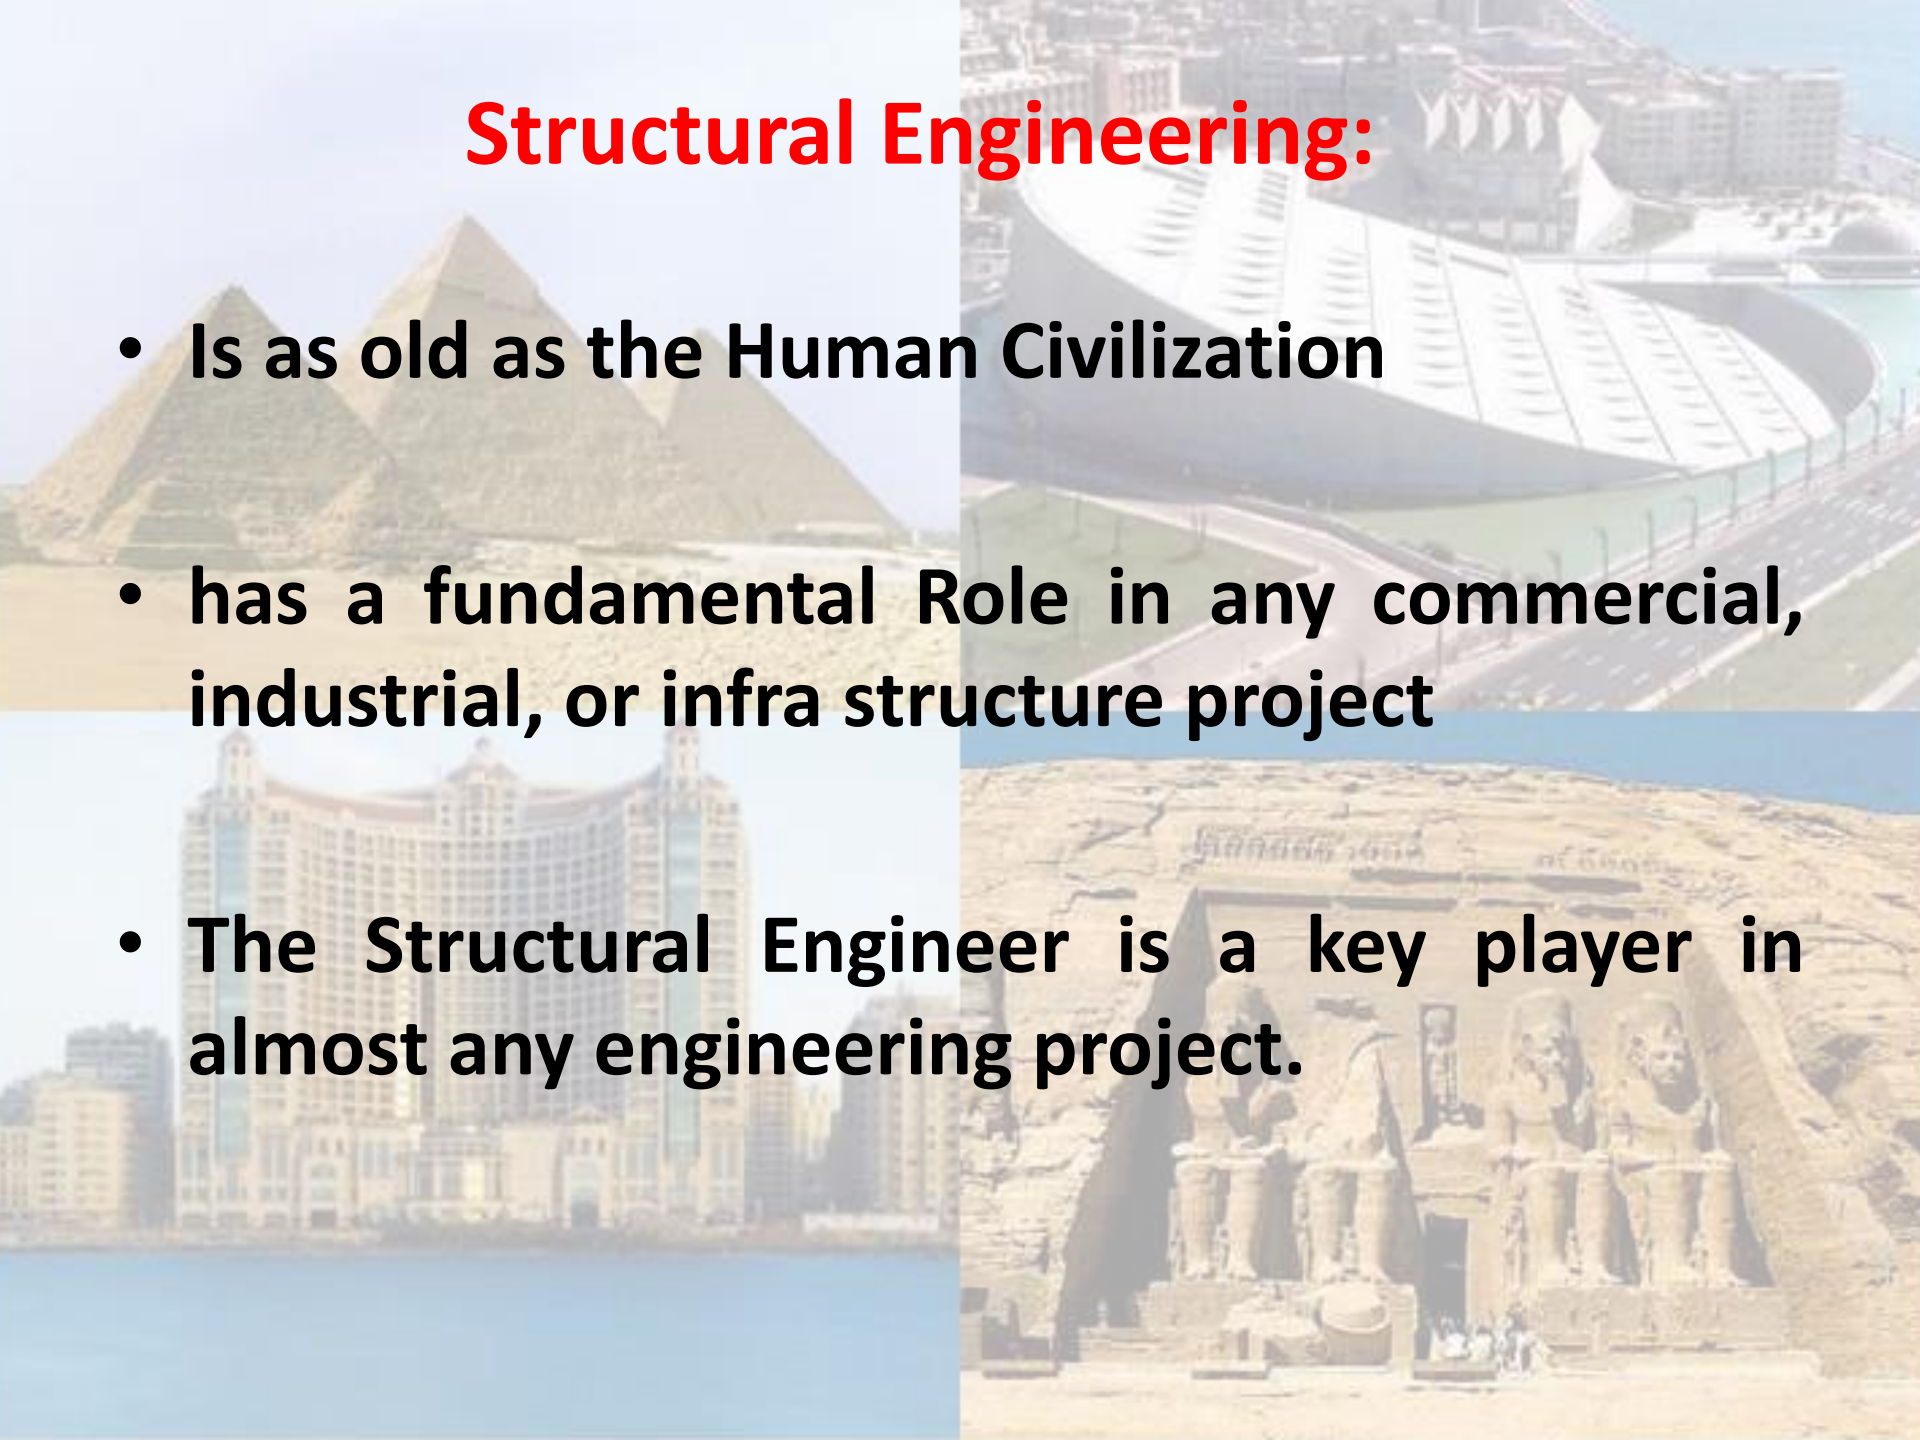 Structural Engineering:
• Is as old as the Human Civilization
• has a fundamental Role in any commercial,
industrial, or infra structure project
• The Structural Engineer is a key player in
almost any engineering project.